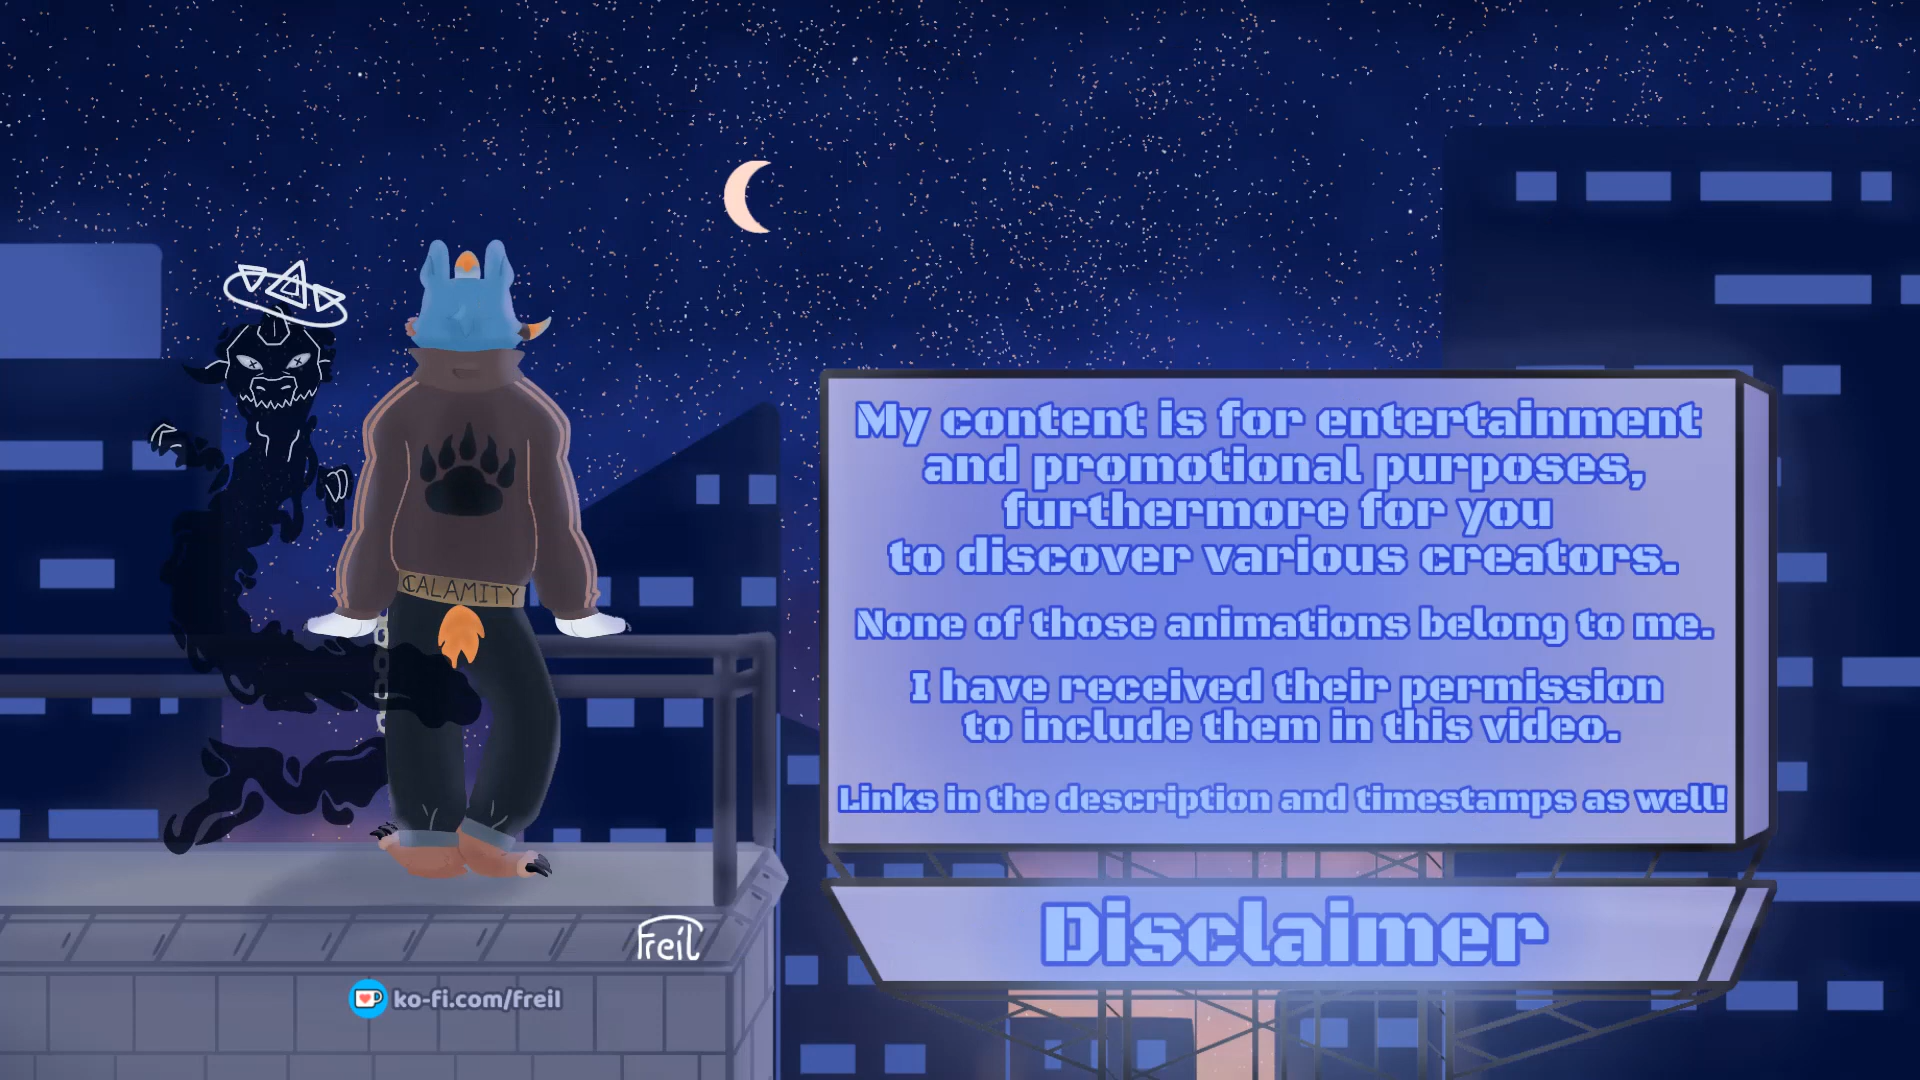 My content is for entertainment
and promotional purposes,
furthermore for you
to discover various creators.
None of those animations belong to me.
I have received their permission
to include them in this video.
Links in the description and timestamps as well!
Disclaimer
CALAMITY
Freil
ko-fi.com/freil